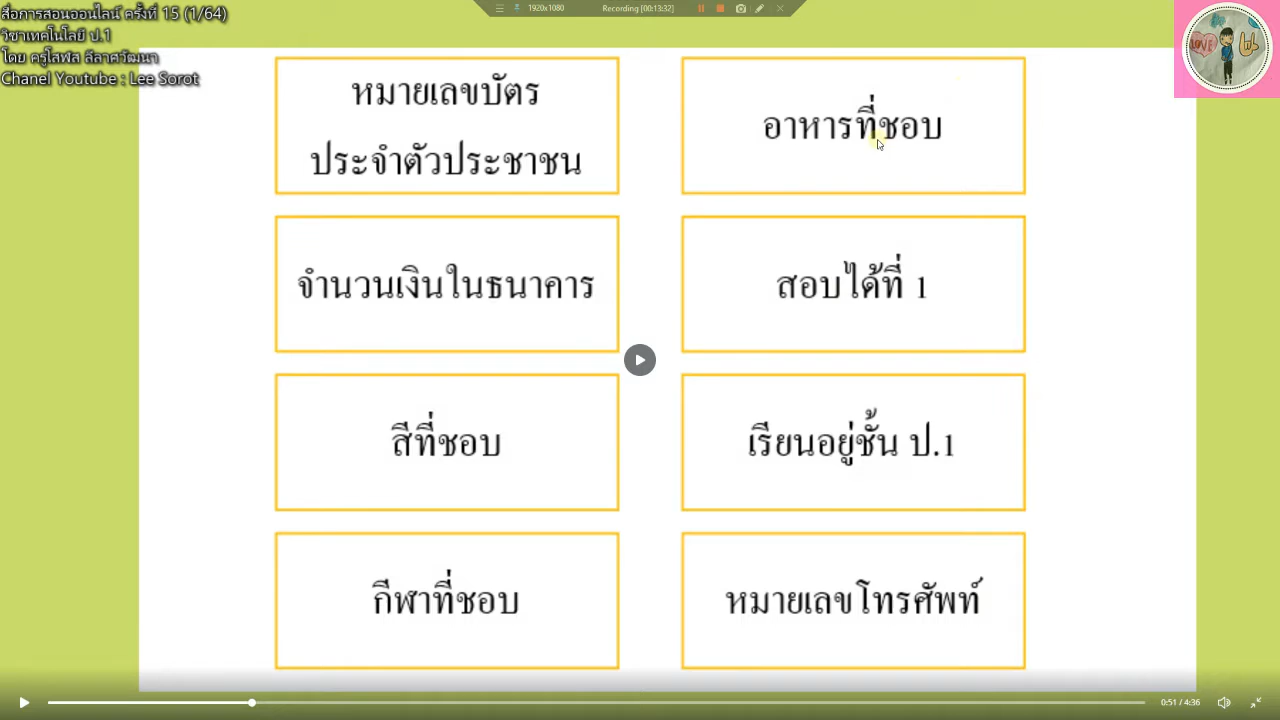 สื่อการสอนออนไลน์ ครั้งที่ 15 (1/64)
วิชาเทคโนโลยี ป.1
โดย ครูโสฬส ลีลาศวัฒนา
Chanel Youtube : Lee Sorot
1920x1080
Recording [00:13:32]
LOVE
หมายเลขบัตร
ประจำตัวประชาชน
อาหารที่ชอบ
จำนวนเงินในธนาคาร
สอบได้ที่ 1
สีที่ชอบ
เรียนอยู่ชั้น ป.1
กีฬาที่ชอบ
หมายเลขโทรศัพท์
0:51 / 4:36